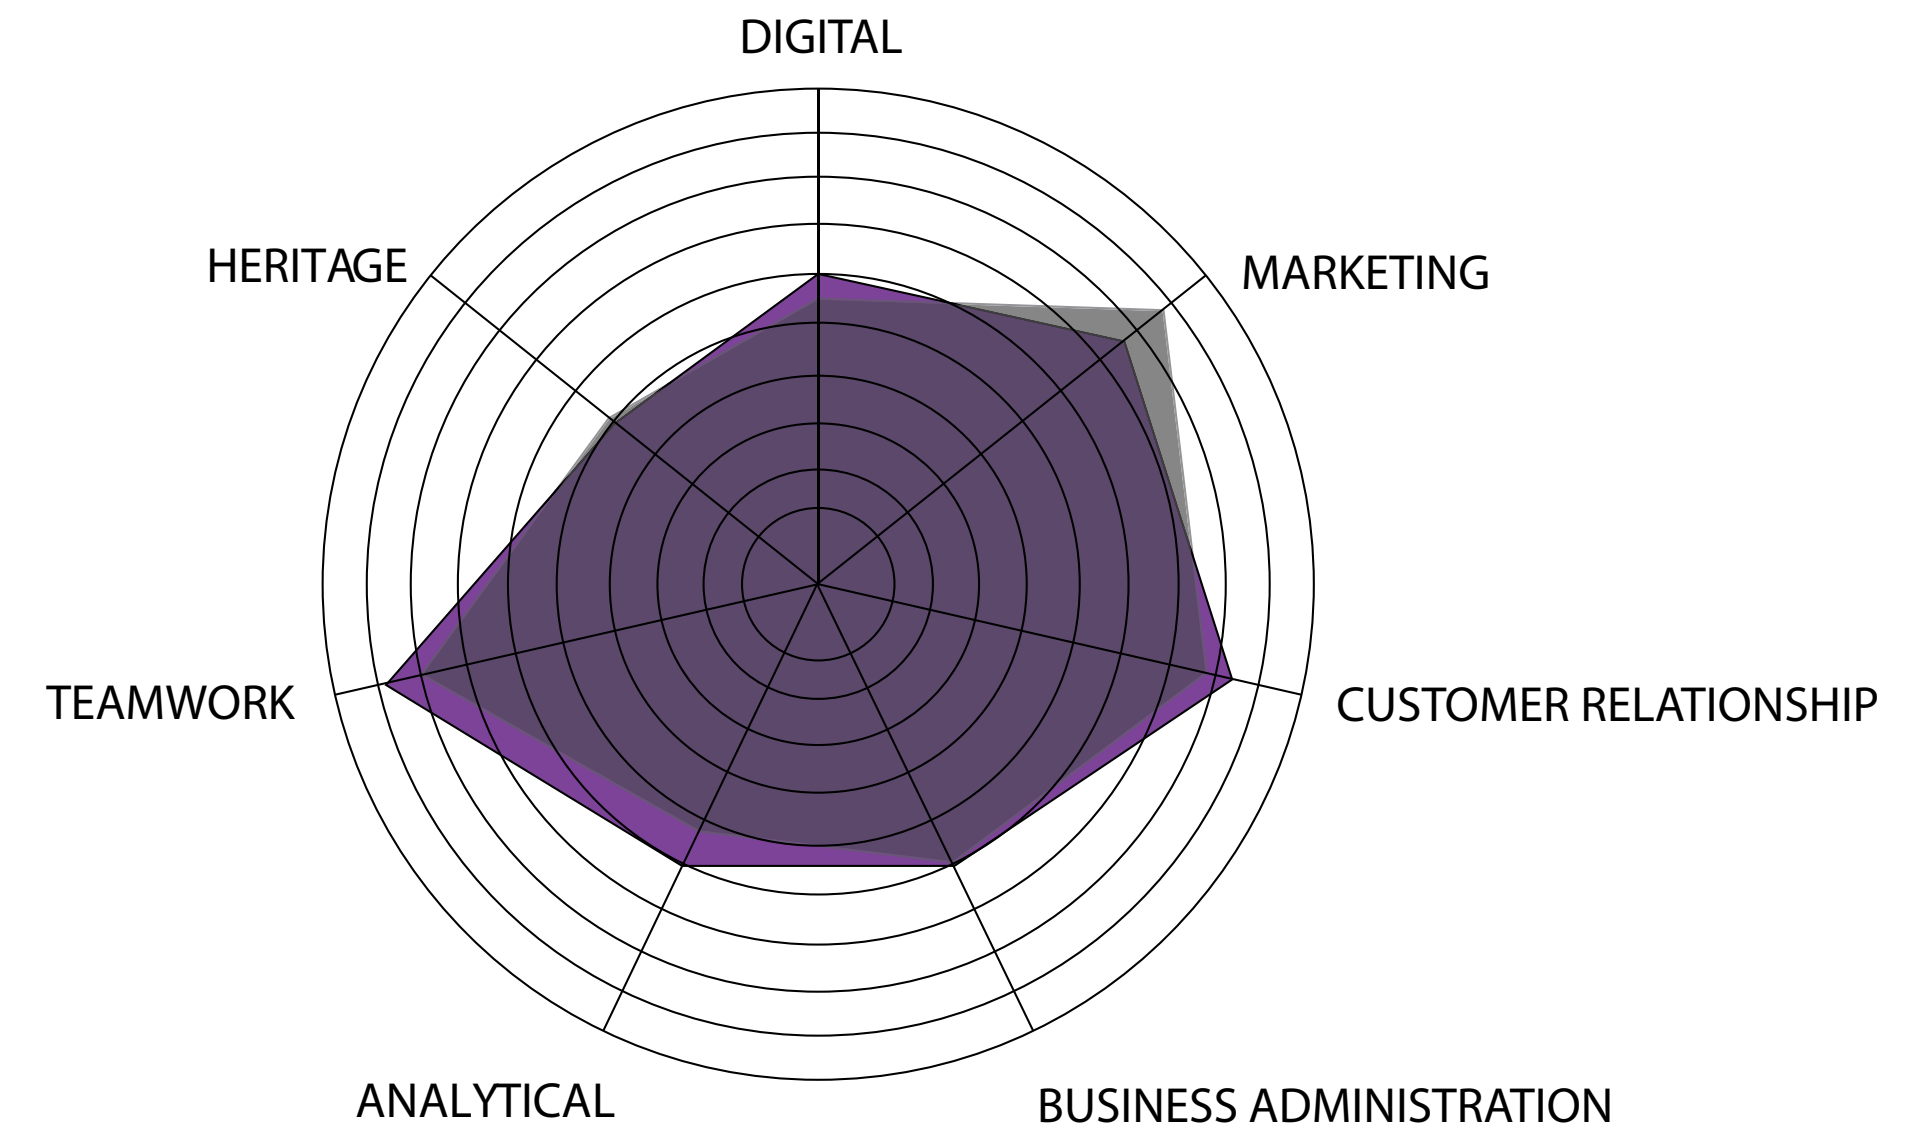 DIGITAL
HERITAGE
MARKETING
TEAMWORK
CUSTOMER RELATIONSHIP
ANALYTICAL
BUSINESS ADMINISTRATION